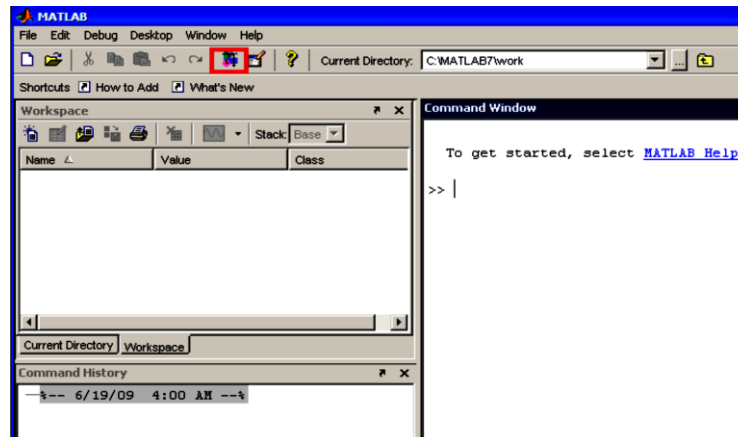 MATLAB
File Edit Debug Desktop Window Help
Current Directory: C:\MATLAB7\work ...
Shortcuts How to Add What's New
Workspace
Stack: Base
Name Value Class
Current Directory Workspace
Command History
%-- 6/19/09 4:00 AM --%
Command Window
To get started, select MATLAB Help
>>